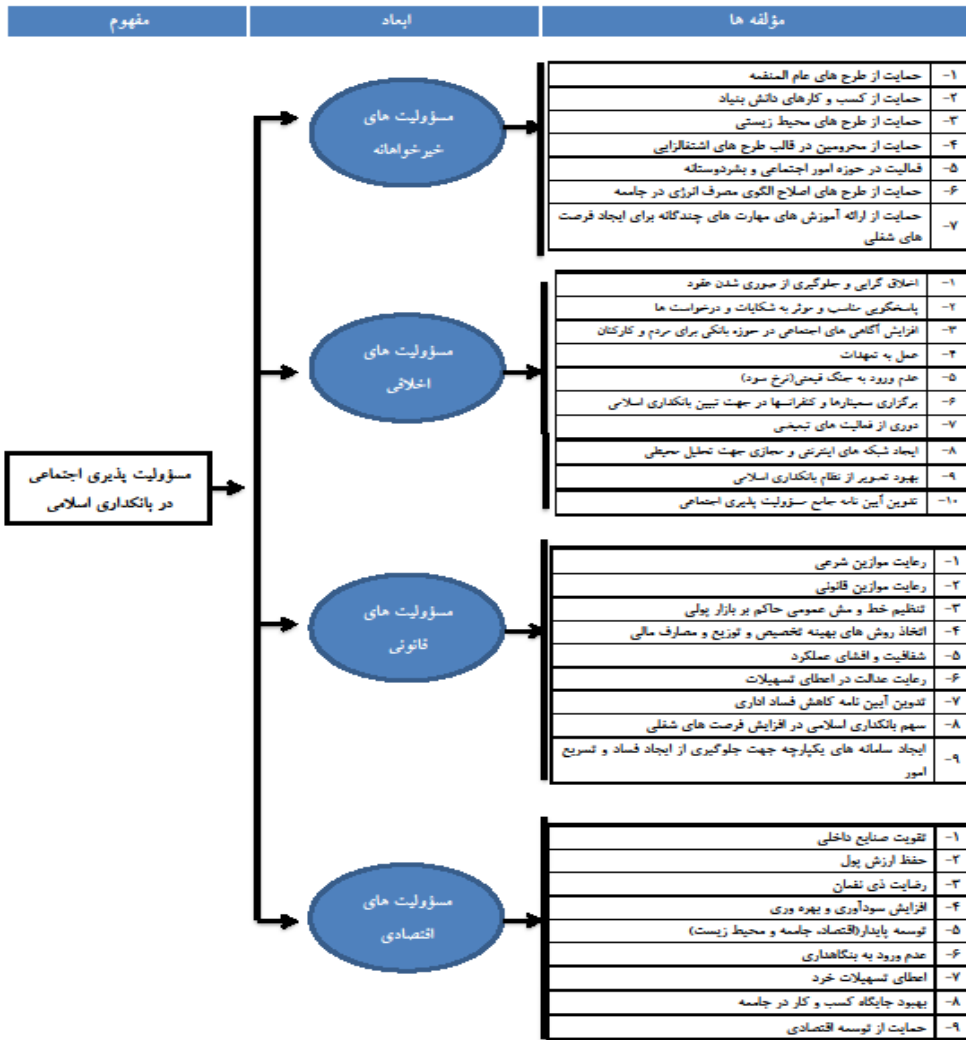 مؤلفه ها
ابعاد
مفهوم
مسؤولیت پذیری اجتماعی
در بانکداری اسلامی
مسؤولیت های
خیرخواهانه
۱- حمایت از طرح های عام المنفعه
۲- حمایت از کسب و کارهای دانش بنیاد
۳- حمایت از طرح های محیط زیستی
۴- حمایت از محرومین در قالب طرح های اشتغالزایی
۵- فعالیت در حوزه امور اجتماعی و بشردوستانه
۶- حمایت از طرح های اصلاح الگوی مصرف انرژی در جامعه
۷- حمایت از ارائه آموزش های مهارت های چندگانه برای ایجاد فرصت
های شغلی
مسؤولیت های
اخلاقی
۱- اخلاق گرایی و جلوگیری از صوری شدن عقود
۲- پاسخگویی مناسب و موثر به شکایات و درخواست ها
۳- افزایش آگاهی های اجتماعی در حوزه بانکی برای مردم و کارکنان
۴- عمل به تعهدات
۵- عدم ورود به جنگ قیمتی(نرخ سود)
۶- برگزاری سمینارها و کنفرانسها در جهت تبیین بانکداری اسلامی
۷- دوری از فعالیت های تبعیضی
۸- ایجاد شبکه های اینترنتی و مجازی جهت تحلیل محیطی
۹- بهبود تصویر از نظام بانکداری اسلامی
۱۰- تدوین آیین نامه جامع مسؤولیت پذیری اجتماعی
مسؤولیت های
قانونی
۱- رعایت موازین شرعی
۲- رعایت موازین قانونی
۳- تنظیم خط و مش عمومی حاکم بر بازار پولی
۴- اتخاذ روش های بهینه تخصیص و توزیع و مصارف مالی
۵- شفافیت و افشای عملکرد
۶- رعایت عدالت در اعطای تسهیلات
۷- تدوین آیین نامه کاهش فساد اداری
۸- سهم بانکداری اسلامی در افزایش فرصت های شغلی
۹- ایجاد سامانه های یکپارچه جهت جلوگیری از ایجاد فساد و تسریع
امور
مسؤولیت های
اقتصادی
۱- تقویت صنایع داخلی
۲- حفظ ارزش پول
۳- رضایت ذی نفعان
۴- افزایش سودآوری و بهره وری
۵- توسعه پایدار(اقتصاد، جامعه و محیط زیست)
۶- عدم ورود به بنگاهداری
۷- اعطای تسهیلات خرد
۸- بهبود جایگاه کسب و کار در جامعه
۹- حمایت از توسعه اقتصادی